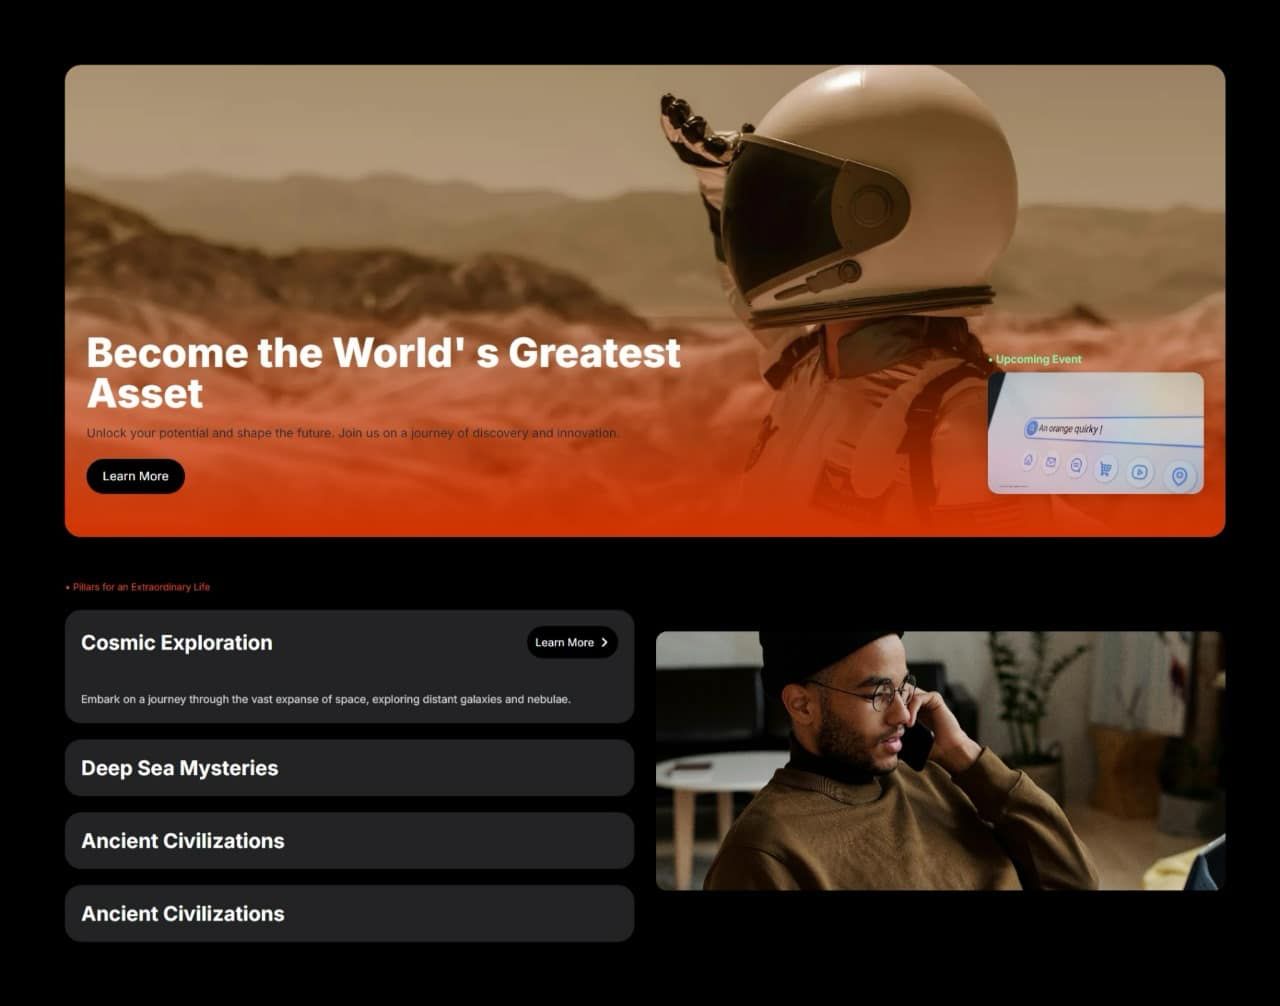 Become the World' s Greatest
Asset
Unlock your potential and shape the future. Join us on a journey of discovery and innovation.
Learn More
• Upcoming Event
An orange quirky |
• Pillars for an Extraordinary Life
Cosmic Exploration
Learn More
Embark on a journey through the vast expanse of space, exploring distant galaxies and nebulae.
Deep Sea Mysteries
Ancient Civilizations
Ancient Civilizations